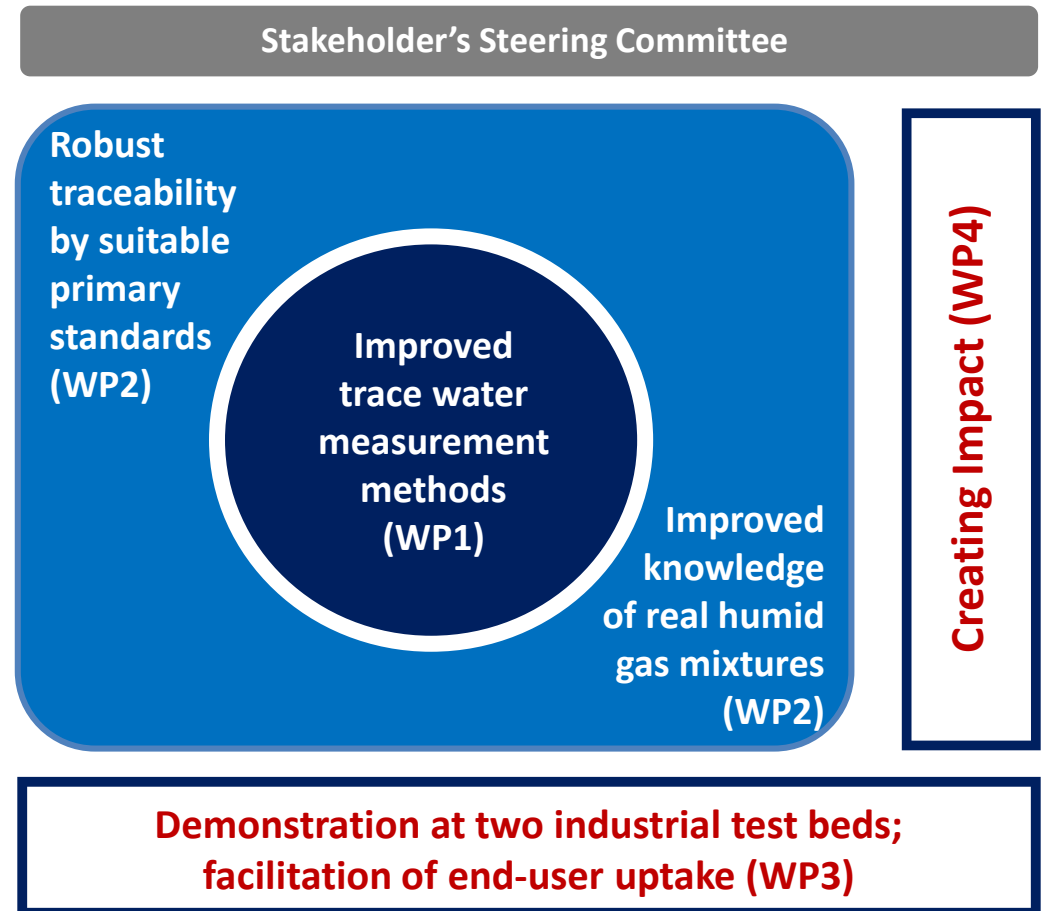 Stakeholder’s Steering Committee
Robust
traceability
by suitable
primary
standards
(WP2)
Improved
trace water
measurement
methods
(WP1)
Improved
knowledge
of real humid
gas mixtures
(WP2)
Creating Impact (WP4)
Demonstration at two industrial test beds;
facilitation of end-user uptake (WP3)